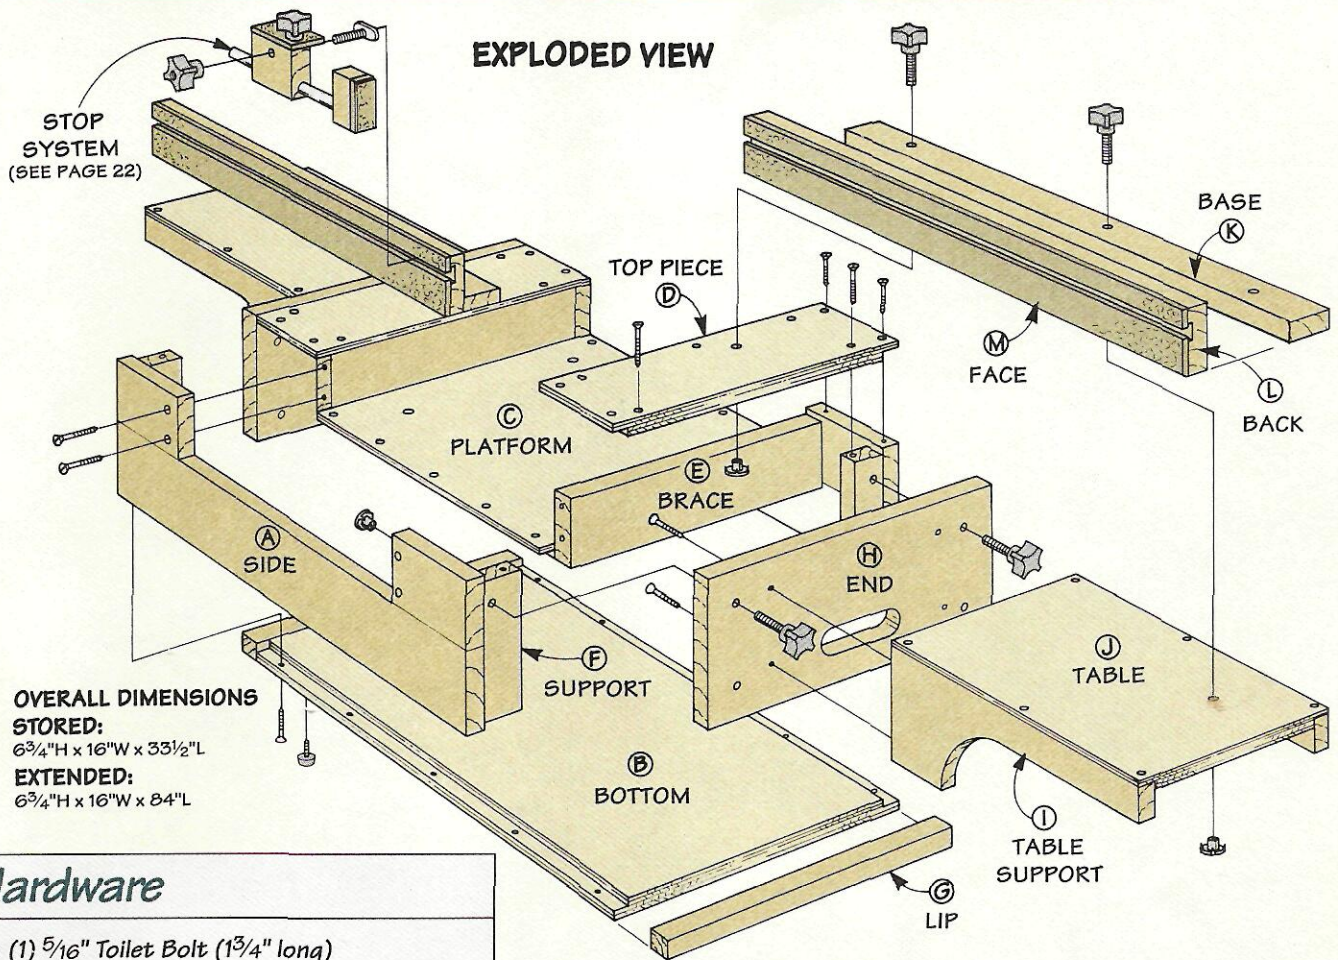 EXPLODED VIEW
STOP
SYSTEM
(SEE PAGE 22)
BASE
K
TOP PIECE
D
M
FACE
L
BACK
C
PLATFORM
E
BRACE
A
SIDE
H
END
F
SUPPORT
J
TABLE
OVERALL DIMENSIONS
STORED:
6¾"H x 16"W x 33½"L
EXTENDED:
6¾"H x 16"W x 84"L
B
BOTTOM
I
TABLE
SUPPORT
G
LIP
Hardware
(1) 5/16" Toilet Bolt (1¾" long)